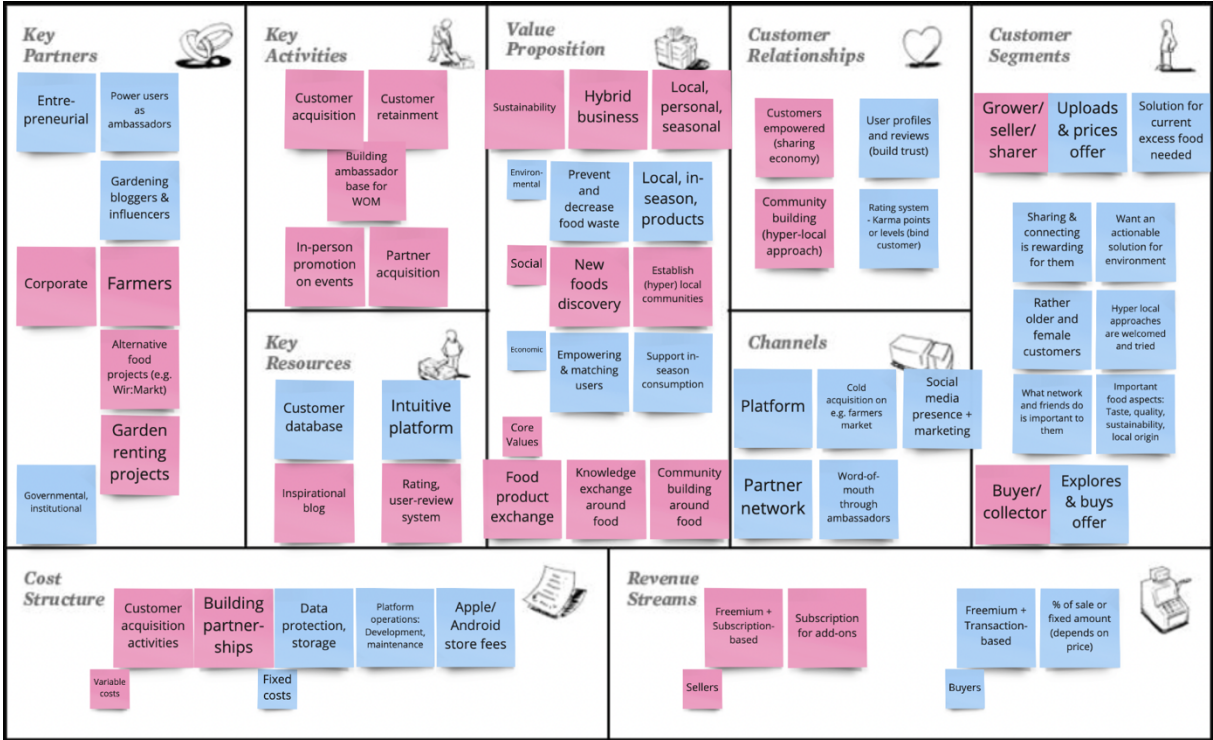 Key
Partners
Entre-
preneurial
Power users
as
ambassadors
Gardening
bloggers &
influencers
Corporate
Farmers
Alternative
food
projects (e.g.
Wir:Markt)
Garden
renting
projects
Governmental,
institutional
Key
Activities
Customer
acquisition
Customer
retainment
Building
ambassador
base for
WOM
In-person
promotion
on events
Partner
acquisition
Key
Resources
Customer
database
Intuitive
platform
Inspirational
blog
Rating,
user-review
system
Value
Proposition
Sustainability
Hybrid
business
Local,
personal,
seasonal
Environ-
mental
Prevent
and
decrease
food waste
Local, in-
season,
products
Social
New
foods
discovery
Establish
(hyper) local
communities
Economic
Empowering
& matching
users
Support in-
season
consumption
Core
Values
Food
product
exchange
Knowledge
exchange
around
food
Community
building
around
food
Customer
Relationships
Customers
empowered
(sharing
economy)
User profiles
and reviews
(build trust)
Community
building
(hyper-local
approach)
Rating system
- Karma points
or levels (bind
customer)
Channels
Platform
Cold
acquisition on
e.g. farmers
market
Social
media
presence +
marketing
Partner
network
Word-of-
mouth
through
ambassadors
Customer
Segments
Grower/
seller/
sharer
Uploads
& prices
offer
Solution for
current
excess food
needed
Sharing &
connecting
is rewarding
for them
Want an
actionable
solution for
environment
Rather
older and
female
customers
Hyper local
approaches
are welcomed
and tried
What network
and friends do
is important to
them
Important
food aspects:
Taste, quality,
sustainability,
local origin
Buyer/
collector
Explores
& buys
offer
Cost
Structure
Customer
acquisition
activities
Building
partner-
ships
Data
protection,
storage
Platform
operations:
Development,
maintenance
Apple/
Android
store fees
Variable
costs
Fixed
costs
Revenue
Streams
Freemium +
Subscription-
based
Subscription
for add-ons
Sellers
Freemium +
Transaction-
based
% of sale or
fixed amount
(depends on
price)
Buyers